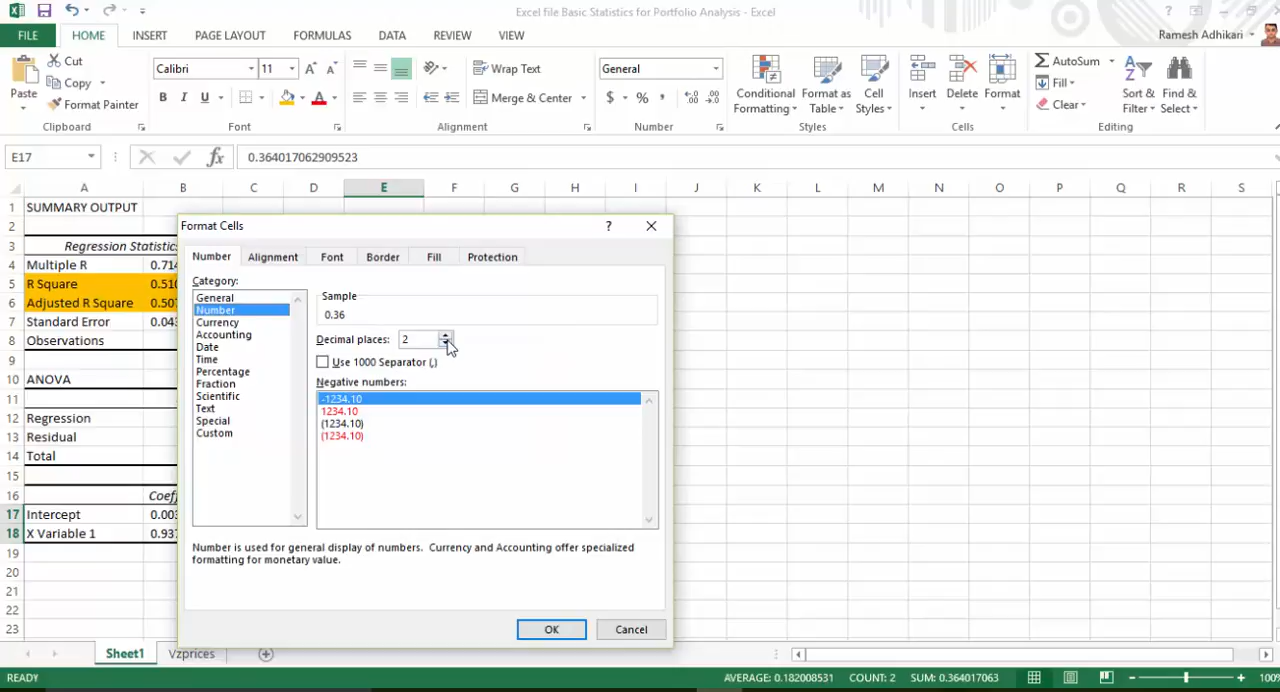 Excel file Basic Statistics for Portfolio Analysis - Excel
FILE HOME INSERT PAGE LAYOUT FORMULAS DATA REVIEW VIEW Ramesh Adhikari
Paste
Cut
Copy
Format Painter
Clipboard
Calibri 11
B I U
Font
Wrap Text
Merge & Center
Alignment
General
$ % ,
Number
Conditional Formatting
Format as Table
Cell Styles
Styles
Insert
Delete
Format
Cells
AutoSum
Fill
Clear
Sort & Filter
Find & Select
Editing
E17 fx 0.364017062909523
A B C D E F G H I J K L M N O P Q R S
1 SUMMARY OUTPUT
2
3 Regression Statistics
4 Multiple R 0.714
5 R Square 0.510
6 Adjusted R Square 0.507
7 Standard Error 0.043
8 Observations
9
10 ANOVA
11
12 Regression
13 Residual
14 Total
15
16 Coeff
17 Intercept 0.003
18 X Variable 1 0.937
19
20
21
22
23
Format Cells ?
Number Alignment Font Border Fill Protection
Category:
General
Number
Currency
Accounting
Date
Time
Percentage
Fraction
Scientific
Text
Special
Custom
Sample
0.36
Decimal places: 2
Use 1000 Separator (,)
Negative numbers:
-1234.10
1234.10
(1234.10)
(1234.10)
Number is used for general display of numbers. Currency and Accounting offer specialized
formatting for monetary value.
OK Cancel
Sheet1 Vzprices
READY AVERAGE: 0.182008531 COUNT: 2 SUM: 0.364017063 100%